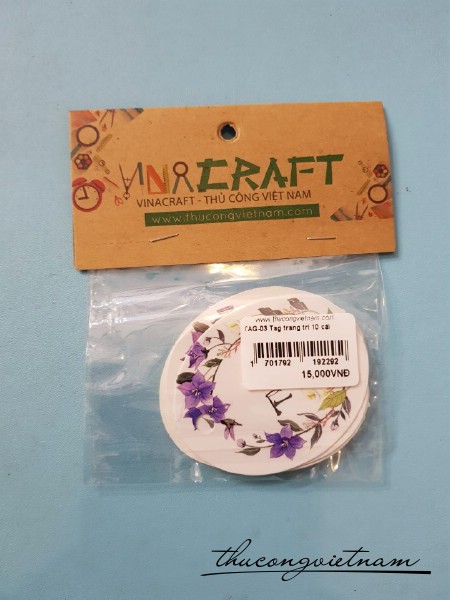 VINACRAFT
VINACRAFT - THỦ CÔNG VIỆT NAM
www.thucongvietnam.com
www.thucongvietnam.com
TAG-03 Tag trang trí 10 cái
1 701792 192292
15,000VNĐ
thucongvietnam